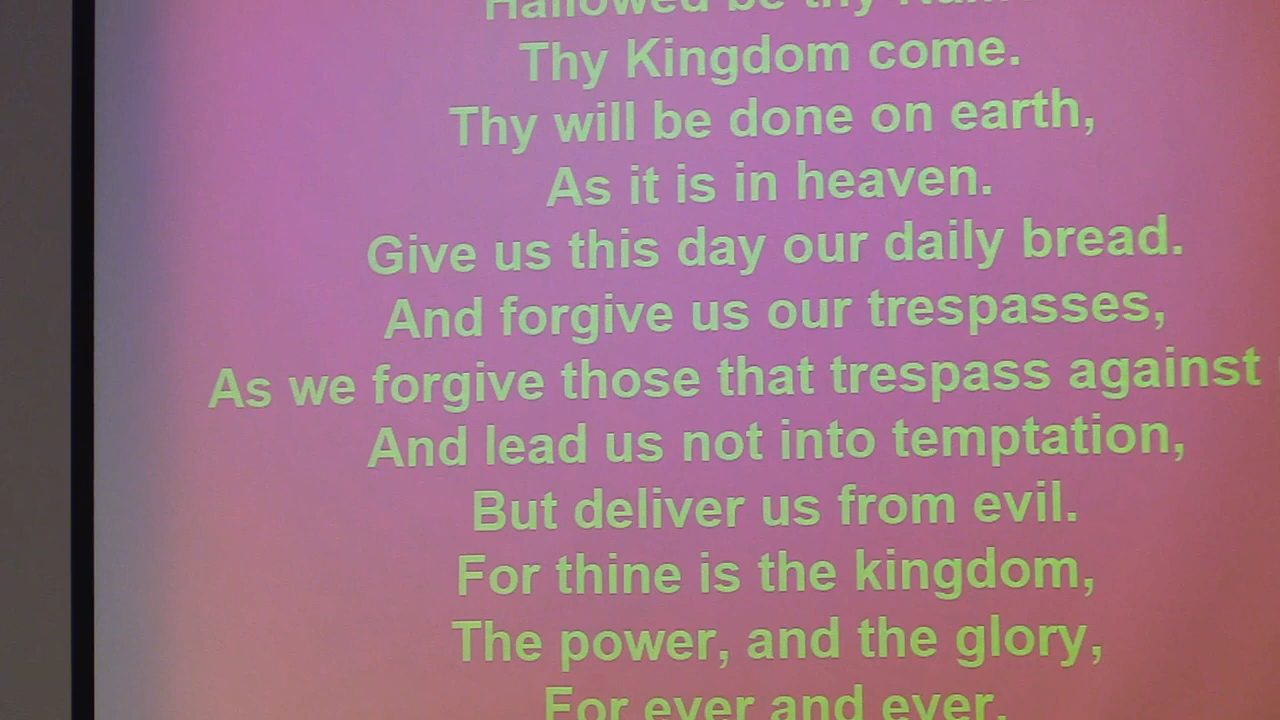 Hallowed be thy
Thy Kingdom come.
Thy will be done on earth,
As it is in heaven.
Give us this day our daily bread.
And forgive us our trespasses,
As we forgive those that trespass against
And lead us not into temptation,
But deliver us from evil.
For thine is the kingdom,
The power, and the glory,
For ever and ever.